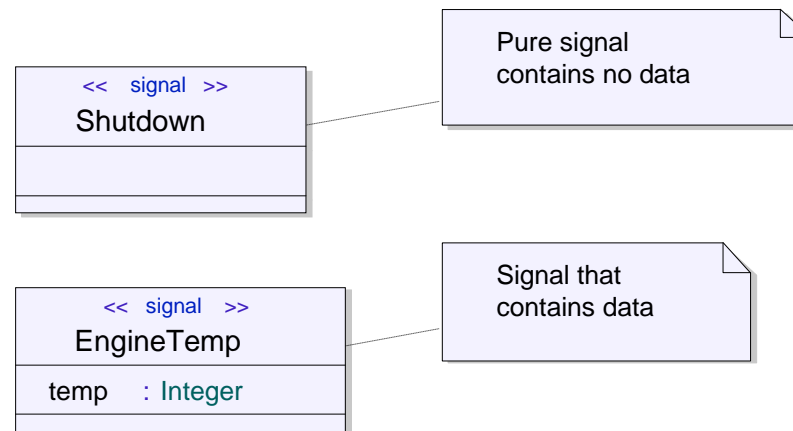 Pure signal
contains no data
<< signal >>
Shutdown
Signal that
contains data
<< signal >>
EngineTemp
temp : Integer